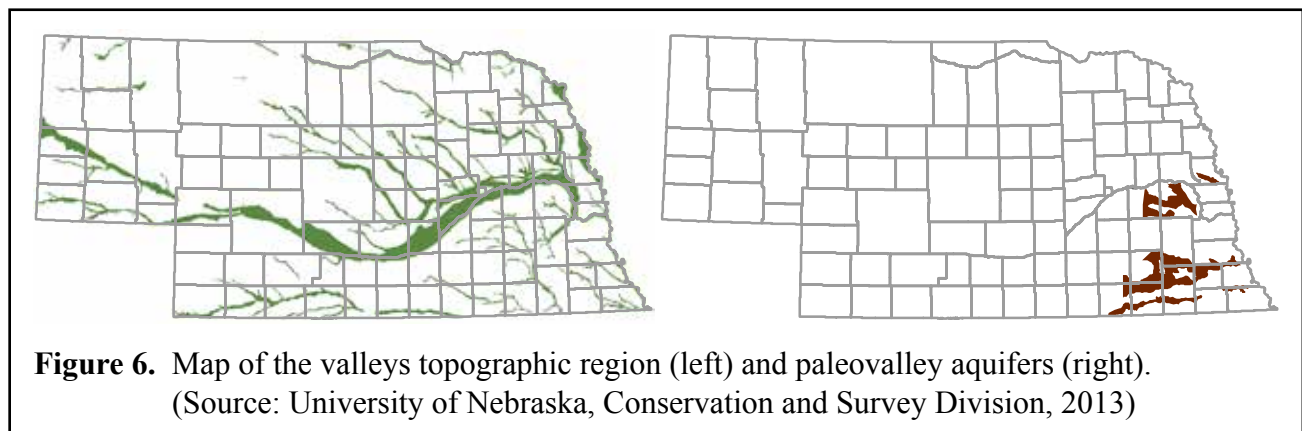 Figure 6. Map of the valleys topographic region (left) and paleovalley aquifers (right).
(Source: University of Nebraska, Conservation and Survey Division, 2013)